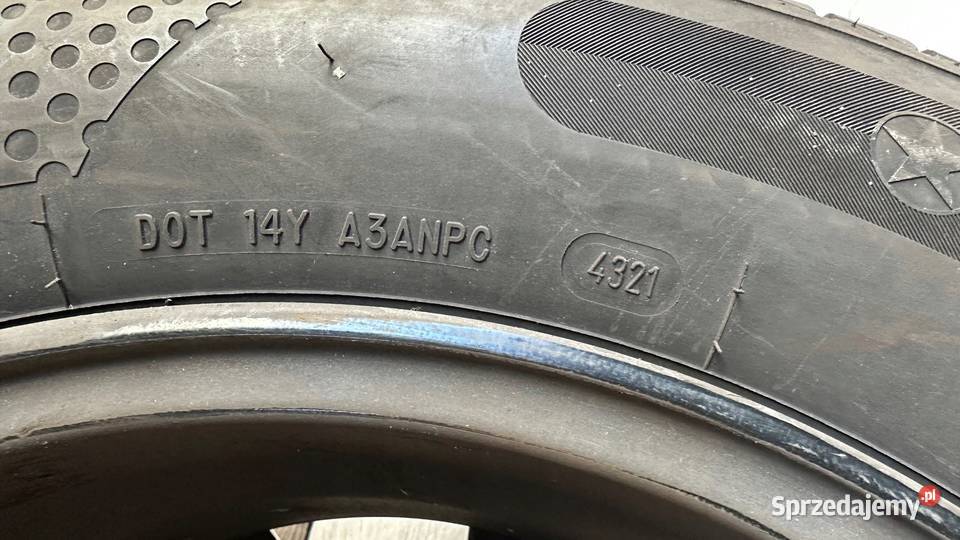 DOT 14Y A3ANPC 4321
Sprzedajemy.pl